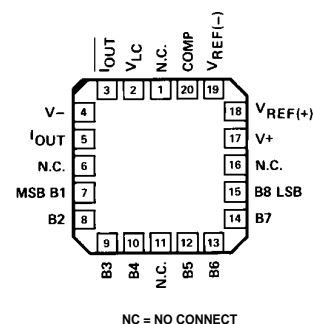 I̅O̅U̅T̅ VLC N.C. COMP VREF(–)
3 2 1 20 19
V– 4 18 VREF(+)
IOUT 5 17 V+
N.C. 6 16 N.C.
MSB B1 7 15 B8 LSB
B2 8 14 B7
9 10 11 12 13
B3 B4 N.C. B5 B6
NC = NO CONNECT